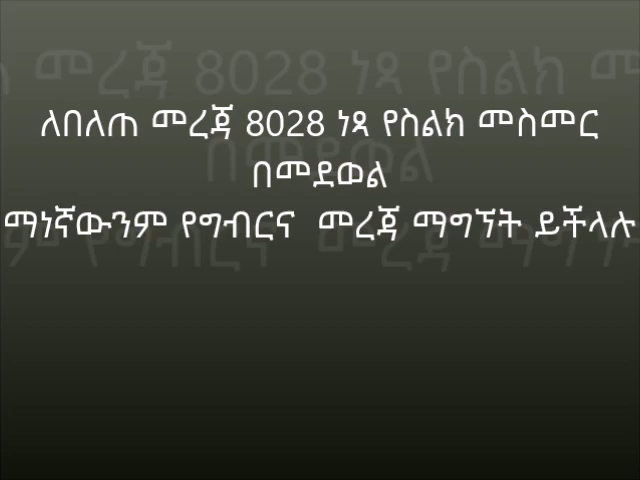 ለበለጠ መረጃ 8028 ነጻ የስልክ መስመር
በመደወል
ማነኛውንም የግብርና መረጃ ማግኘት ይችላሉ